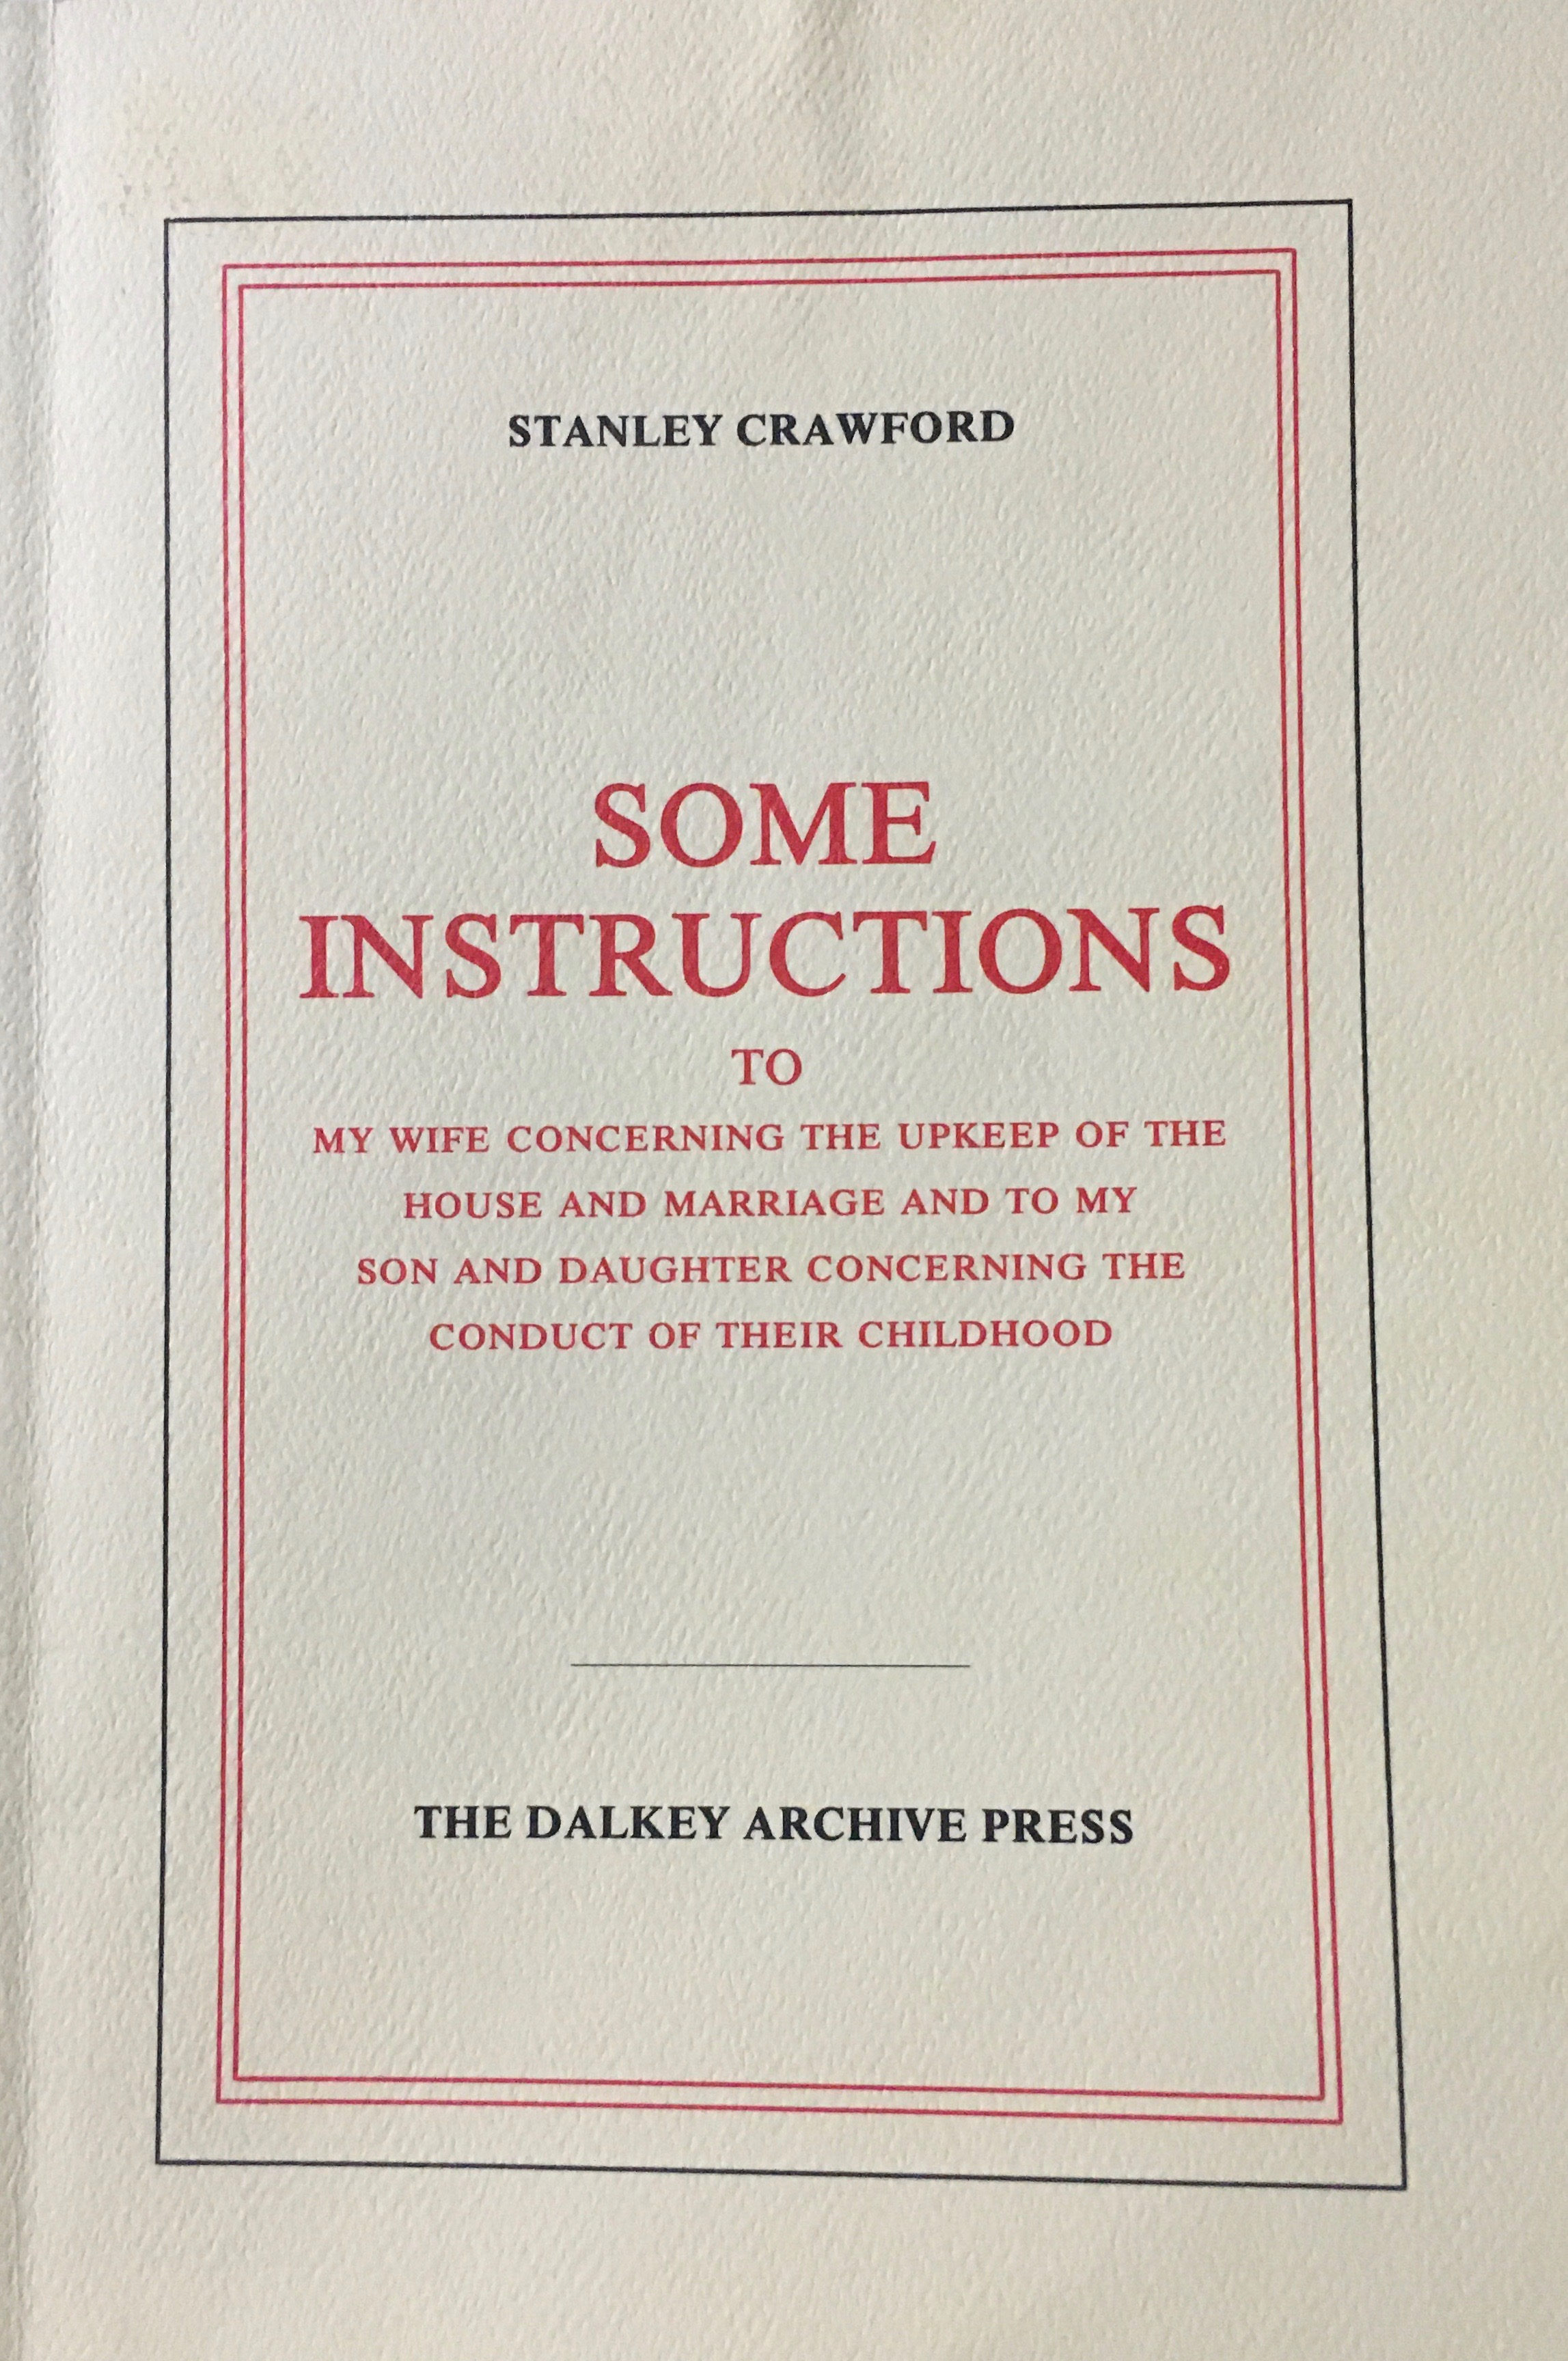 STANLEY CRAWFORD
SOME
INSTRUCTIONS
TO
MY WIFE CONCERNING THE UPKEEP OF THE
HOUSE AND MARRIAGE AND TO MY
SON AND DAUGHTER CONCERNING THE
CONDUCT OF THEIR CHILDHOOD
THE DALKEY ARCHIVE PRESS